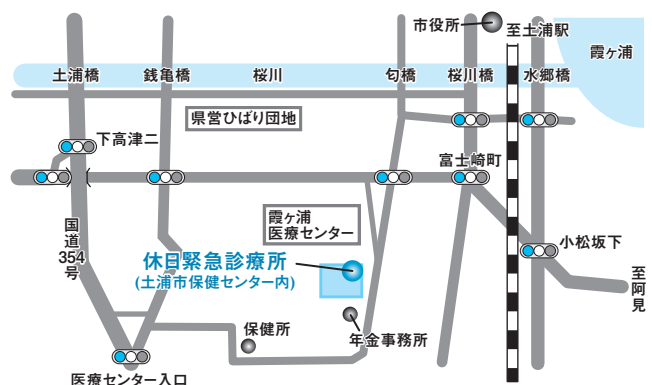 市役所
至土浦駅
霞ヶ浦
土浦橋
銭亀橋
桜川
匂橋
桜川橋
水郷橋
県営ひばり団地
下高津二
富士崎町
霞ヶ浦
医療センター
国道
354
号
小松坂下
休日緊急診療所
(土浦市保健センター内)
至阿見
保健所
年金事務所
医療センター入口